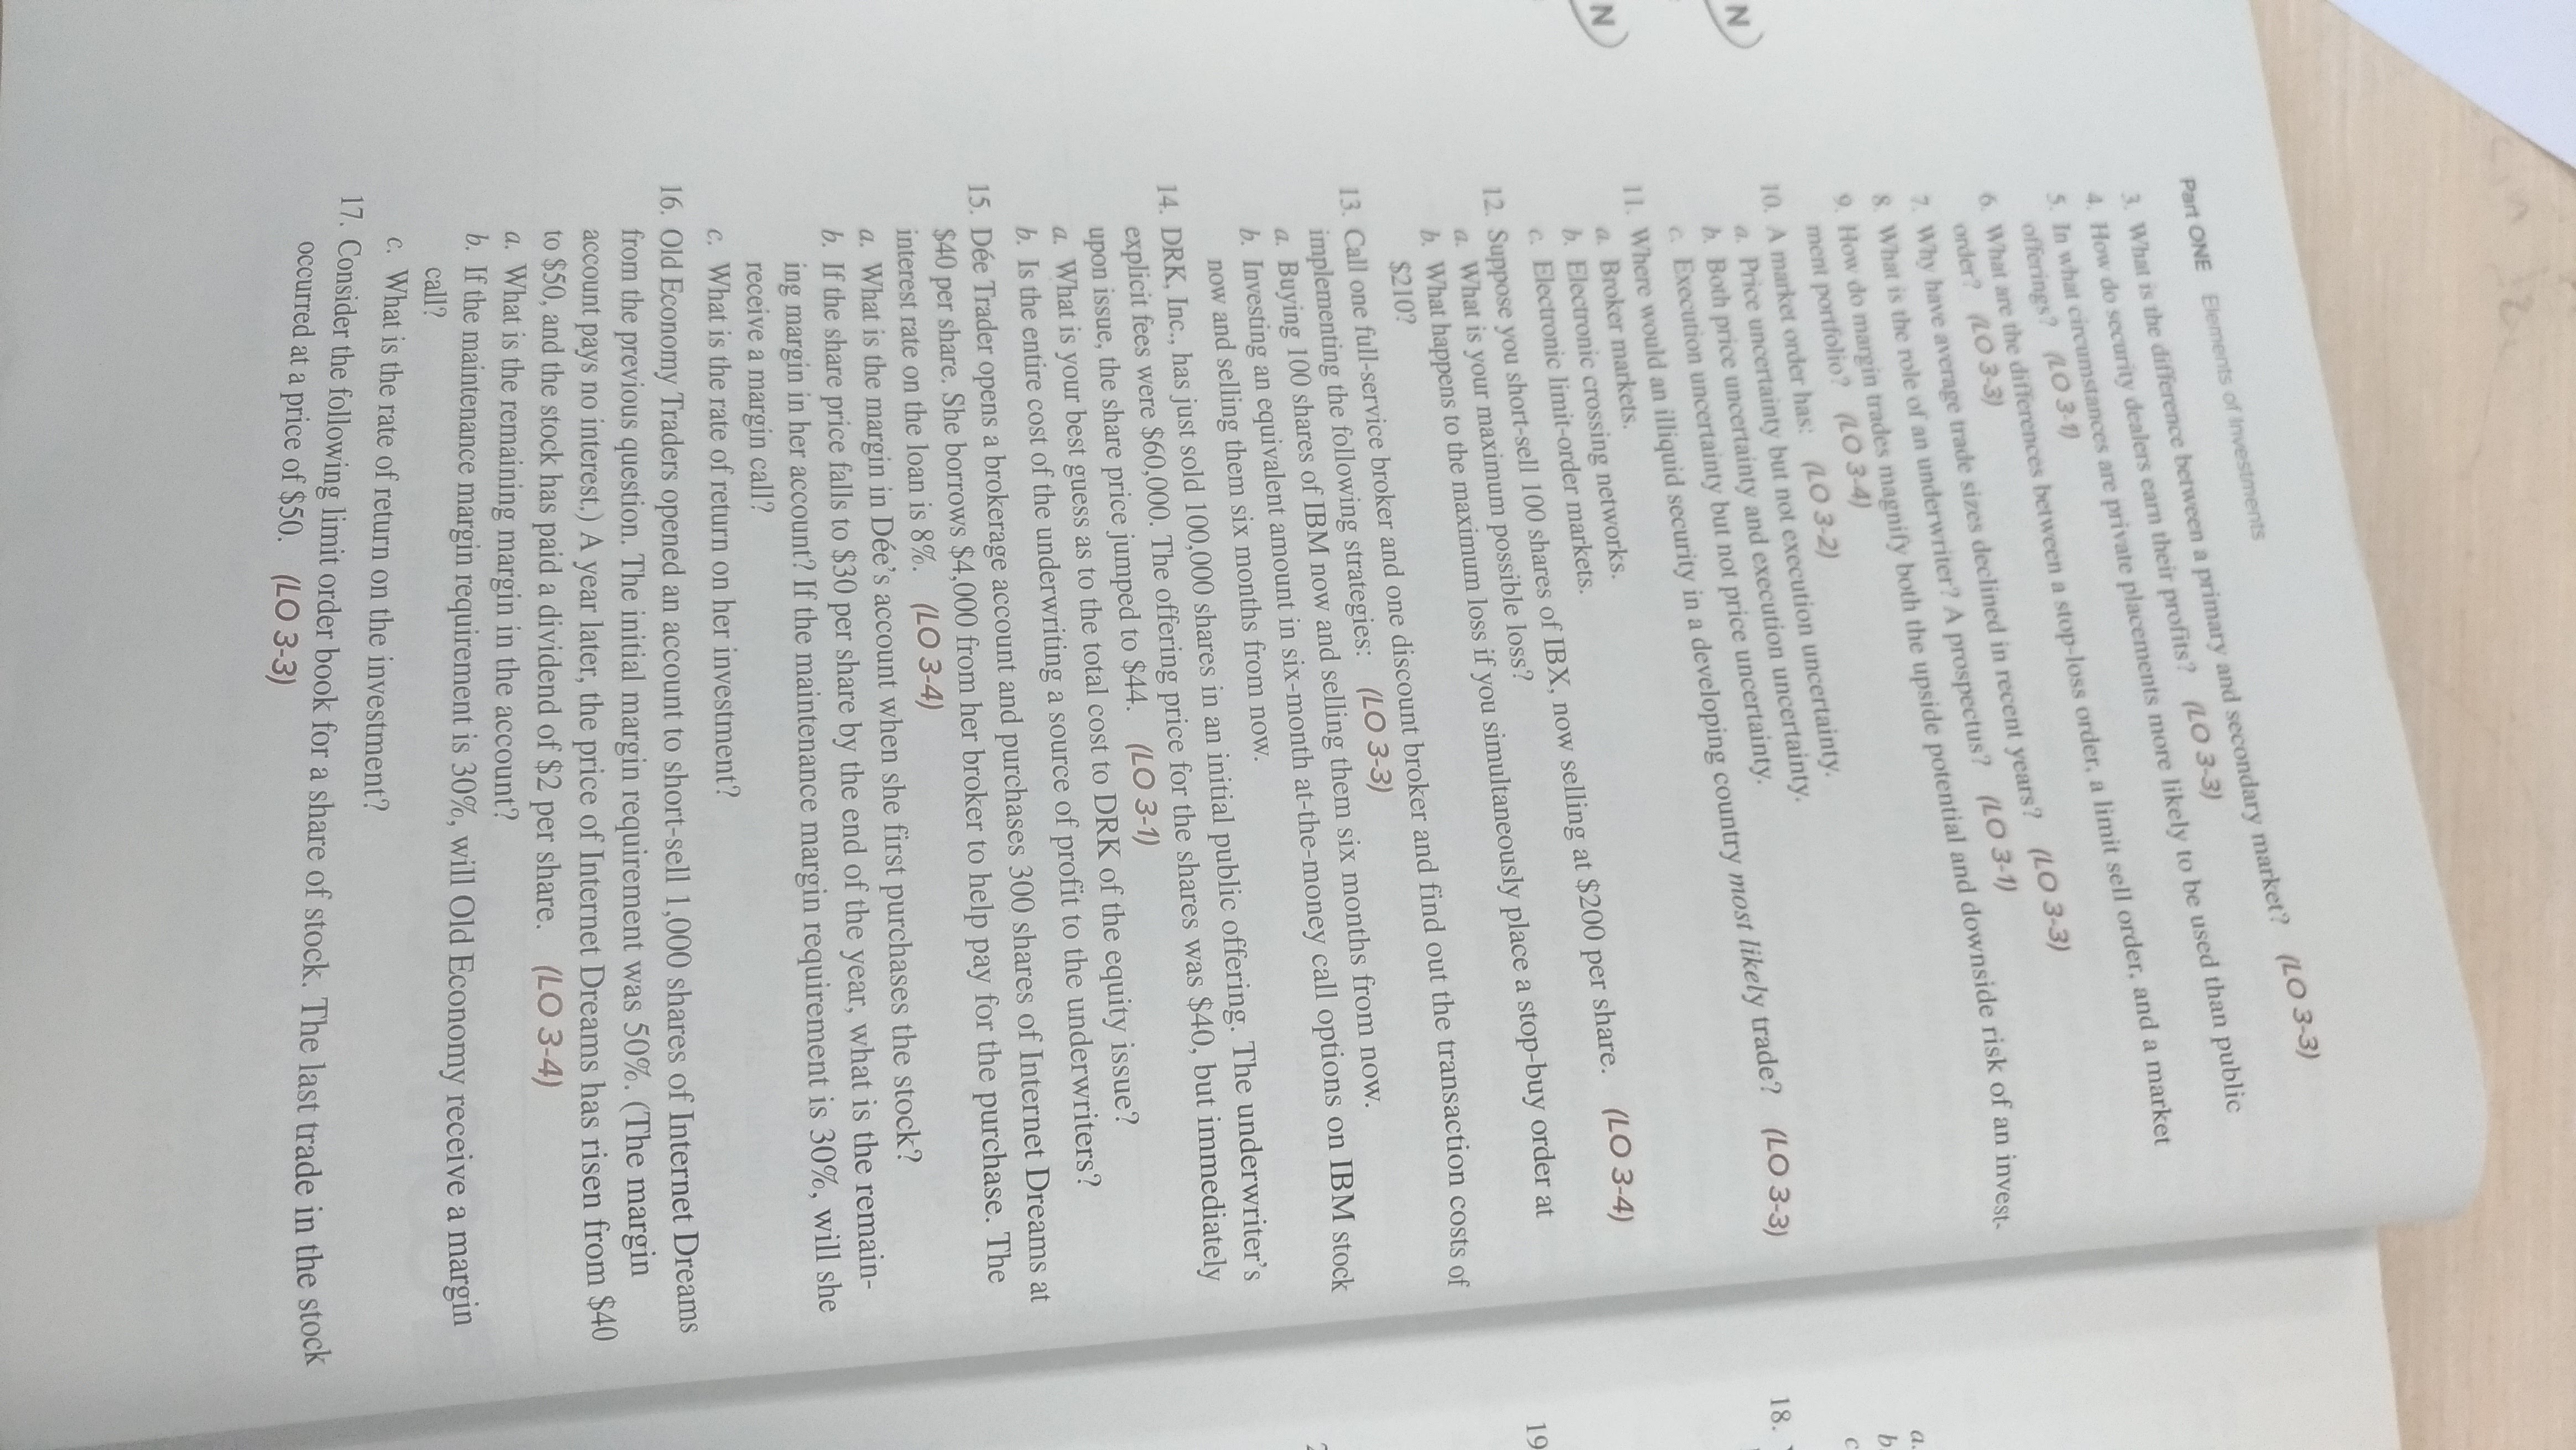 Part ONE Elements of Investments
3. What is the difference between a primary and secondary market? (LO 3-3)
4. How do security dealers earn their profits? (LO 3-3)
5. In what circumstances are private placements more likely to be used than public
offerings? (LO 3-1)
6. What are the differences between a stop-loss order, a limit sell order, and a market
order? (LO 3-3)
7. Why have average trade sizes declined in recent years? (LO 3-3)
8. What is the role of an underwriter? A prospectus? (LO 3-1)
9. How do margin trades magnify both the upside potential and downside risk of an invest-
ment portfolio? (LO 3-4)
10. A market order has: (LO 3-2)
a. Price uncertainty but not execution uncertainty.
b. Both price uncertainty and execution uncertainty.
c. Execution uncertainty but not price uncertainty.
11. Where would an illiquid security in a developing country most likely trade? (LO 3-3)
a. Broker markets.
b. Electronic crossing networks.
c. Electronic limit-order markets.
12. Suppose you short-sell 100 shares of IBX, now selling at $200 per share. (LO 3-4)
a. What is your maximum possible loss?
b. What happens to the maximum loss if you simultaneously place a stop-buy order at
$210?
13. Call one full-service broker and one discount broker and find out the transaction costs of
implementing the following strategies: (LO 3-3)
a. Buying 100 shares of IBM now and selling them six months from now.
b. Investing an equivalent amount in six-month at-the-money call options on IBM stock
now and selling them six months from now.
14. DRK, Inc., has just sold 100,000 shares in an initial public offering. The underwriter's
explicit fees were $60,000. The offering price for the shares was $40, but immediately
upon issue, the share price jumped to $44. (LO 3-1)
a. What is your best guess as to the total cost to DRK of the equity issue?
b. Is the entire cost of the underwriting a source of profit to the underwriters?
15. Dée Trader opens a brokerage account and purchases 300 shares of Internet Dreams at
$40 per share. She borrows $4,000 from her broker to help pay for the purchase. The
interest rate on the loan is 8%. (LO 3-4)
a. What is the margin in Dée's account when she first purchases the stock?
b. If the share price falls to $30 per share by the end of the year, what is the remain-
ing margin in her account? If the maintenance margin requirement is 30%, will she
receive a margin call?
c. What is the rate of return on her investment?
16. Old Economy Traders opened an account to short-sell 1,000 shares of Internet Dreams
from the previous question. The initial margin requirement was 50%. (The margin
account pays no interest.) A year later, the price of Internet Dreams has risen from $40
to $50, and the stock has paid a dividend of $2 per share. (LO 3-4)
a. What is the remaining margin in the account?
b. If the maintenance margin requirement is 30%, will Old Economy receive a margin
call?
c. What is the rate of return on the investment?
17. Consider the following limit order book for a share of stock. The last trade in the stock
occurred at a price of $50. (LO 3-3)
N
N
a.
b
c
18.
19